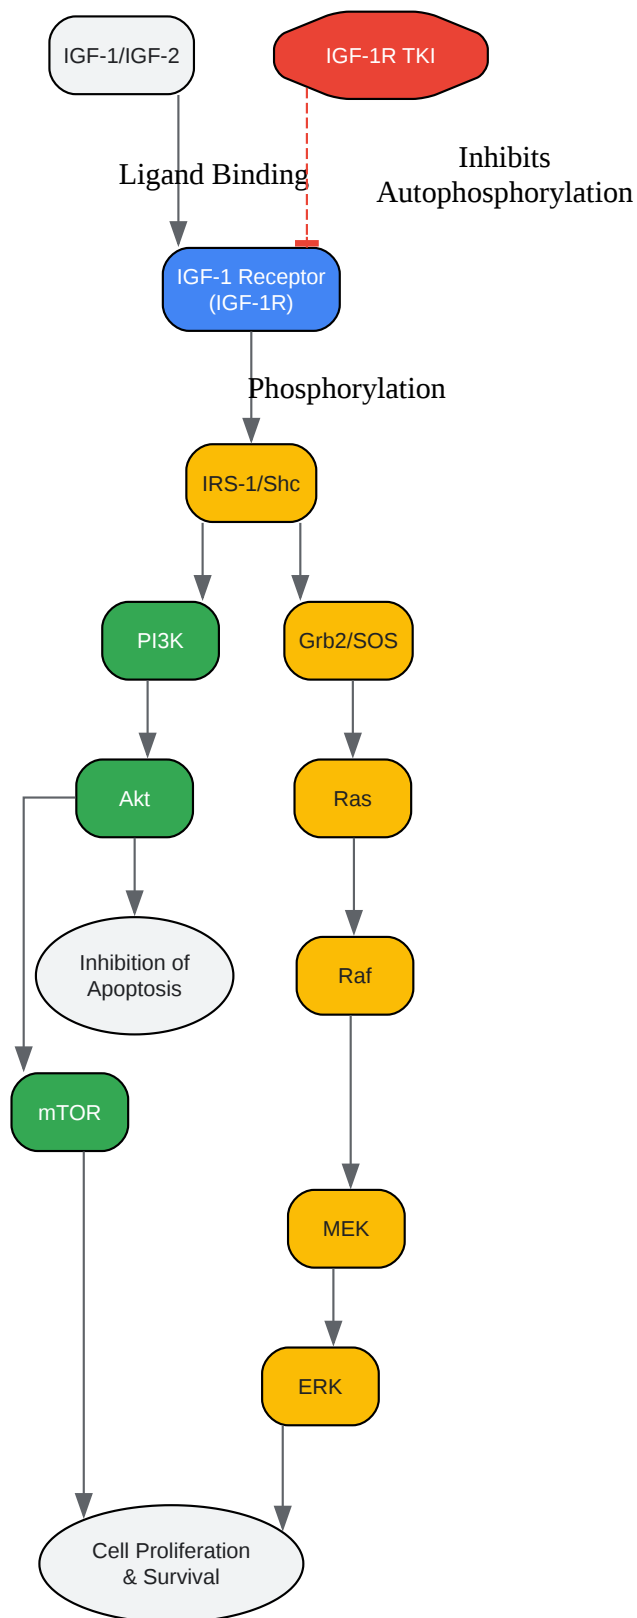 IGF-1/IGF-2
IGF-1R TKI
Ligand Binding
Inhibits
Autophosphorylation
IGF-1 Receptor
(IGF-1R)
Phosphorylation
IRS-1/Shc
PI3K
Grb2/SOS
Akt
Ras
Inhibition of
Apoptosis
Raf
mTOR
MEK
ERK
Cell Proliferation
& Survival